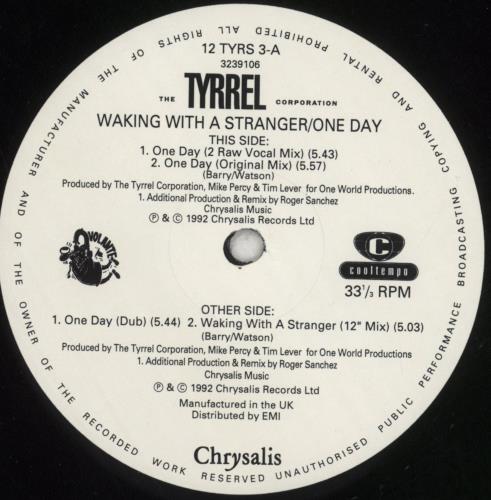 12 TYRS 3-A
3239106
THE TYRREL CORPORATION
WAKING WITH A STRANGER/ONE DAY
THIS SIDE:
1. One Day (2 Raw Vocal Mix) (5.43)
2. One Day (Original Mix) (5.57)
(Barry/Watson)
Produced by The Tyrrel Corporation, Mike Percy & Tim Lever for One World Productions.
1. Additional Production & Remix by Roger Sanchez
Chrysalis Music
℗ & © 1992 Chrysalis Records Ltd
VOLANTE
C
cooltempo
33⅓ RPM
OTHER SIDE:
1. One Day (Dub) (5.44) 2. Waking With A Stranger (12" Mix) (5.03)
(Barry/Watson)
Produced by The Tyrrel Corporation, Mike Percy & Tim Lever for One World Productions
1. Additional Production & Remix by Roger Sanchez
Chrysalis Music
℗ & © 1992 Chrysalis Records Ltd
Manufactured in the UK
Distributed by EMI
Chrysalis
ALL RIGHTS OF THE MANUFACTURER AND OF THE OWNER OF THE RECORDED WORK RESERVED UNAUTHORISED PUBLIC PERFORMANCE BROADCASTING COPYING AND RENTAL PROHIBITED